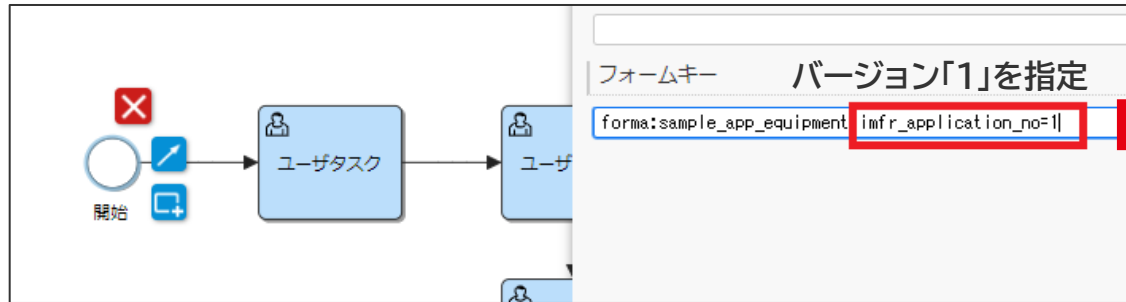 フォームキー
バージョン「1」を指定
forma:sample_app_equipment imfr_application_no=1
ユーザタスク
ユーザ
開始